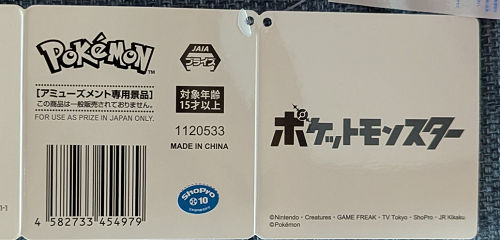 POKéMON
TM
【アミューズメント専用景品】
この商品は一般販売されておりません。
FOR USE AS PRIZE IN JAPAN ONLY.
4 582733 454979
JAIA
プライズ
対象年齢
15才以上
1120533
MADE IN CHINA
ShoPro
10
ポケットモンスター
©Nintendo・Creatures・GAME FREAK・TV Tokyo・ShoPro・JR Kikaku
©Pokémon